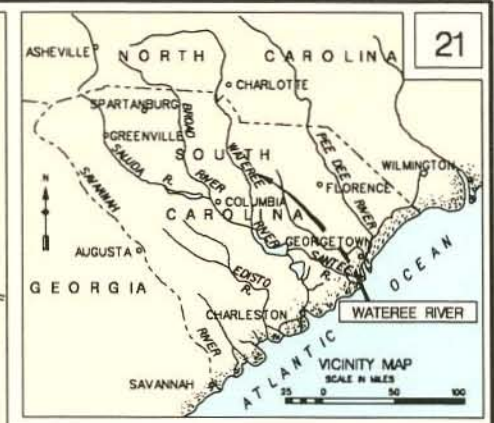 21
ASHEVILLE
NORTH CAROLINA
CHARLOTTE
SPARTANBURG
GREENVILLE
BROAD RIVER
WATEREE RIVER
PEE DEE RIVER
WILMINGTON
SALUDA R.
SOUTH CAROLINA
COLUMBIA
FLORENCE
SAVANNAH RIVER
N
GEORGETOWN
SANTEE R.
AUGUSTA
EDISTO R.
GEORGIA
CHARLESTON
ATLANTIC OCEAN
WATEREE RIVER
SAVANNAH
VICINITY MAP
SCALE IN MILES
25 0 50 100